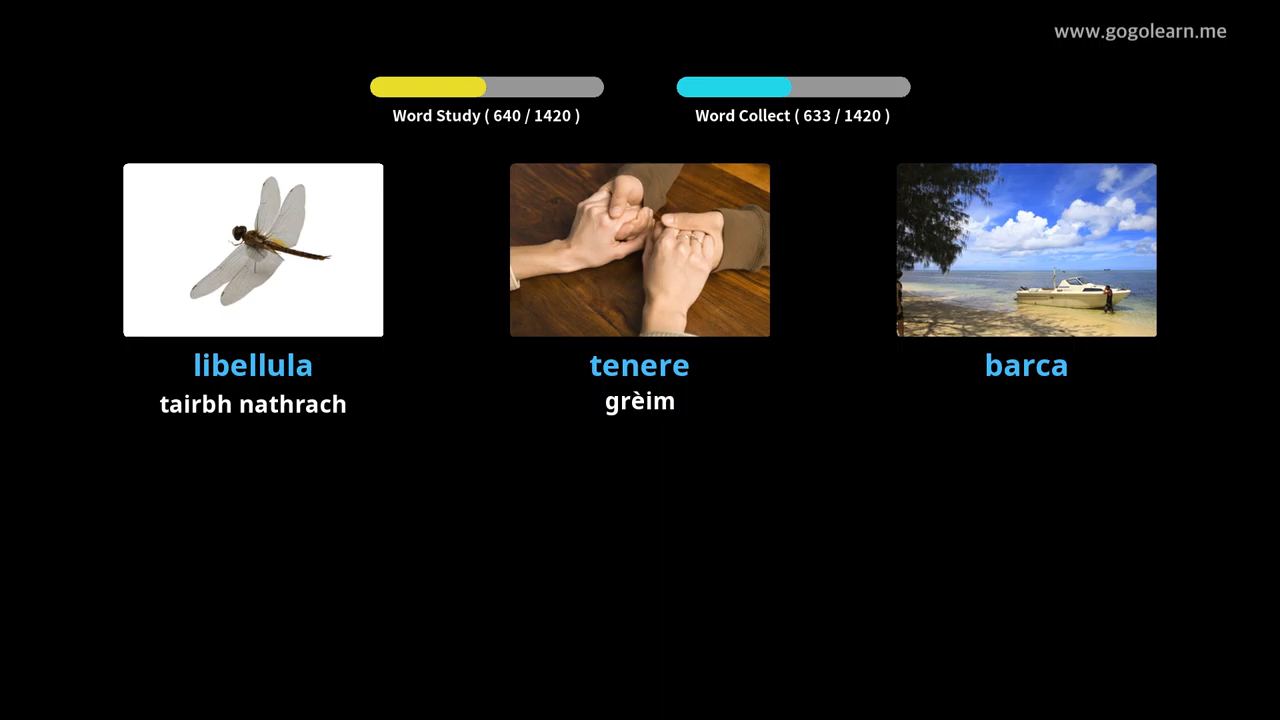 www.gogolearn.me
Word Study ( 640 / 1420 )
Word Collect ( 633 / 1420 )
libellula
tenere
barca
tairbh nathrach
grèim